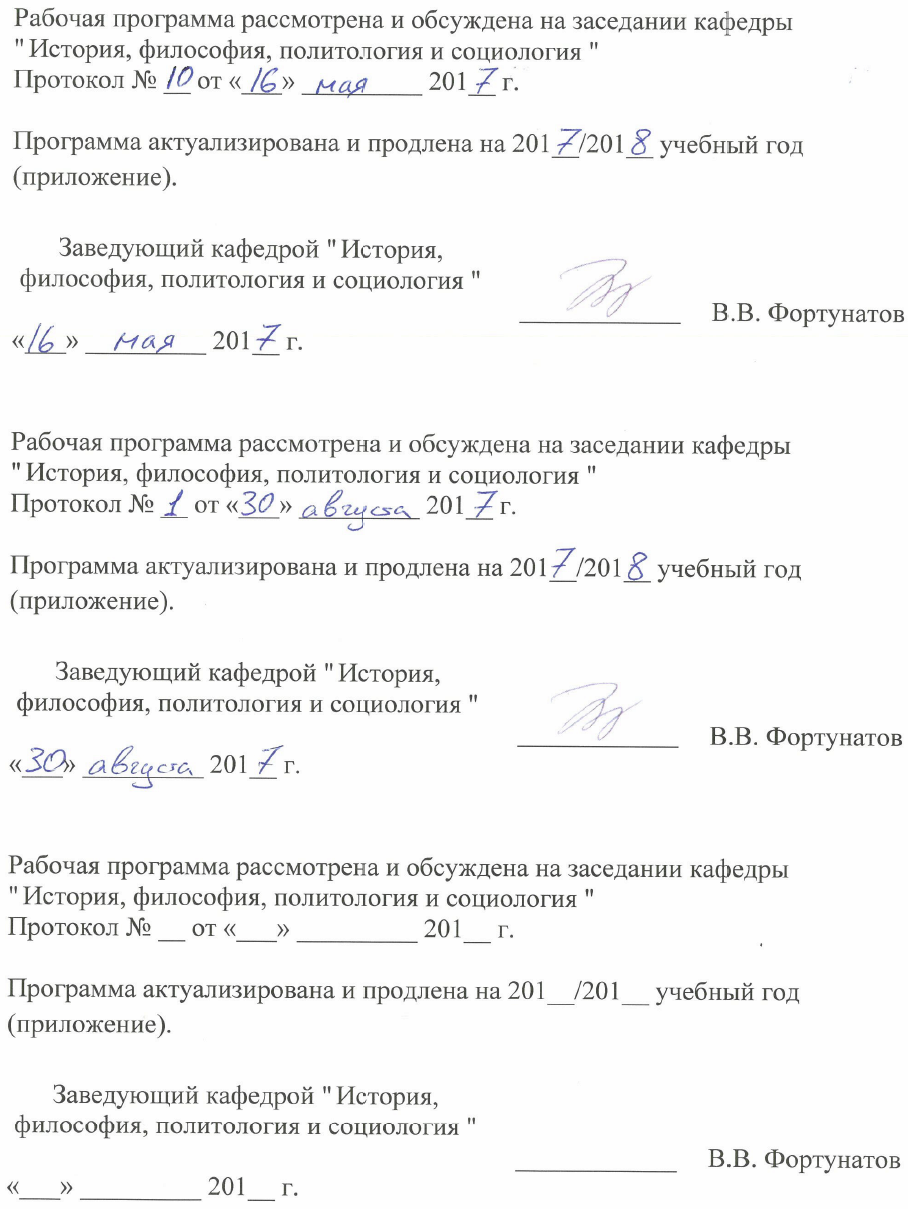 Рабочая программа рассмотрена и обсуждена на заседании кафедры
" История, философия, политология и социология "
Протокол № 10 от «16» мая 2017 г.
Программа актуализирована и продлена на 2017/2018 учебный год
(приложение).
Заведующий кафедрой " История,
философия, политология и социология "
В.В. Фортунатов
«16» мая 2017 г.
Рабочая программа рассмотрена и обсуждена на заседании кафедры
" История, философия, политология и социология "
Протокол № 1 от «30» августа 2017 г.
Программа актуализирована и продлена на 2017/2018 учебный год
(приложение).
Заведующий кафедрой " История,
философия, политология и социология "
В.В. Фортунатов
«30» августа 2017 г.
Рабочая программа рассмотрена и обсуждена на заседании кафедры
" История, философия, политология и социология "
Протокол № __ от «___» _________ 201__ г.
Программа актуализирована и продлена на 201__/201__ учебный год
(приложение).
Заведующий кафедрой " История,
философия, политология и социология "
____________ В.В. Фортунатов
«___» _________ 201__ г.